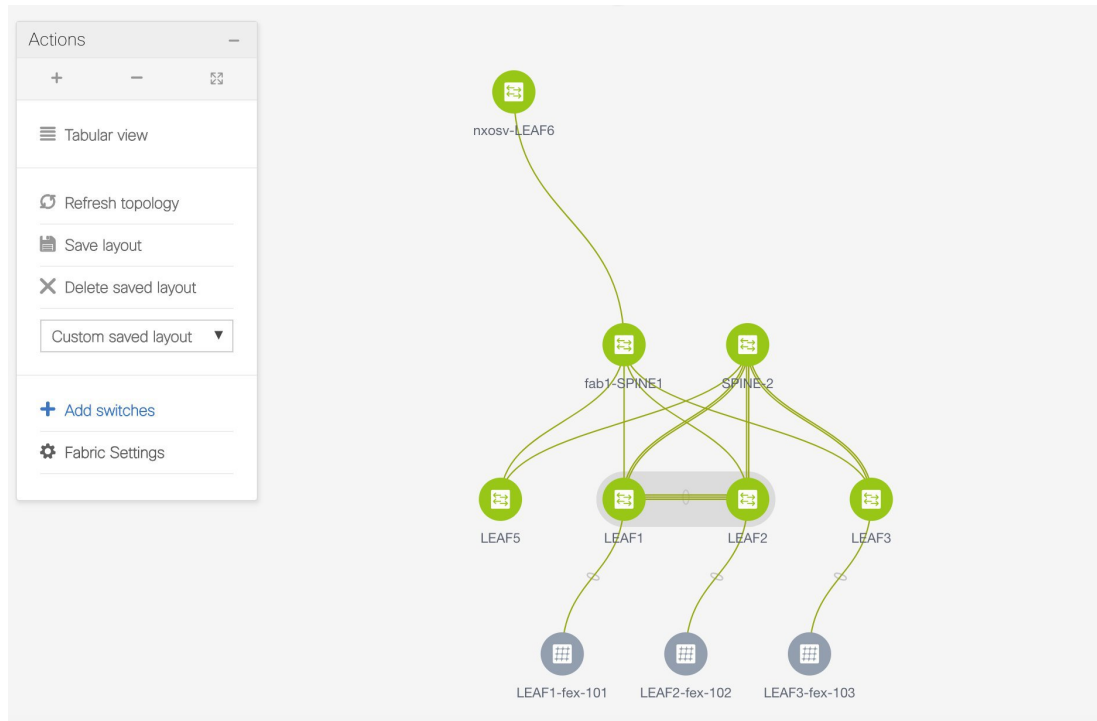 Actions
Tabular view
Refresh topology
Save layout
Delete saved layout
Custom saved layout
Add switches
Fabric Settings
nxosv-LEAF6
fab1-SPINE1
SPINE-2
LEAF5
LEAF1
LEAF2
LEAF3
LEAF1-fex-101
LEAF2-fex-102
LEAF3-fex-103